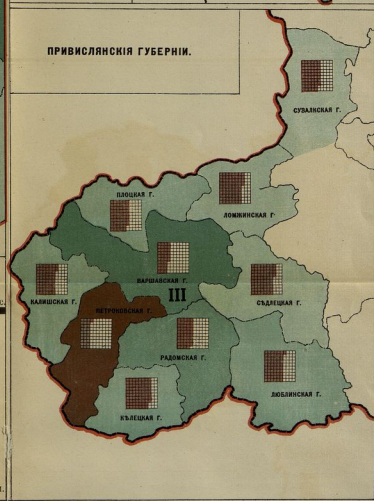 ПРИВИСЛЯНСКІЯ ГУБЕРНІИ.
СУВАЛКСКАЯ Г.
ПЛОЦКАЯ Г.
ЛОМЖИНСКАЯ Г.
ВАРШАВСКАЯ Г.
III
КАЛИШСКАЯ Г.
СѢДЛЕЦКАЯ Г.
ПЕТРОКОВСКАЯ Г.
РАДОМСКАЯ Г.
ЛЮБЛИНСКАЯ Г.
КѢЛЕЦКАЯ Г.